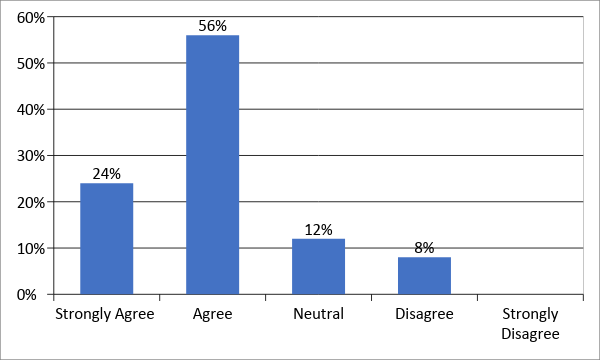 60%
50%
40%
30%
20%
10%
0%
24%
56%
12%
8%
Strongly Agree
Agree
Neutral
Disagree
Strongly
Disagree